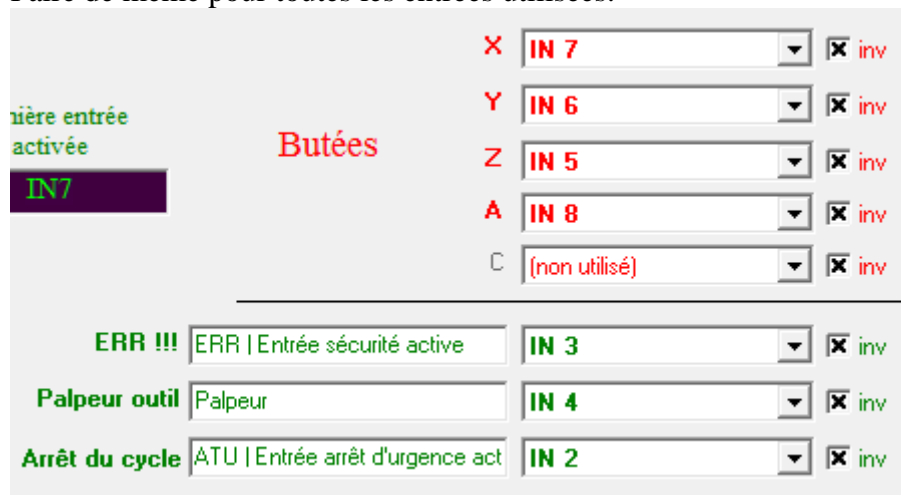 Faire de même pour toutes les entrées utilisées.
X IN 7 inv
Y IN 6 inv
nière entrée
activée
Butées
Z IN 5 inv
IN7
A IN 8 inv
C (non utilisé) inv
ERR !!! ERR | Entrée sécurité active IN 3 inv
Palpeur outil Palpeur IN 4 inv
Arrêt du cycle ATU | Entrée arrêt d'urgence act IN 2 inv